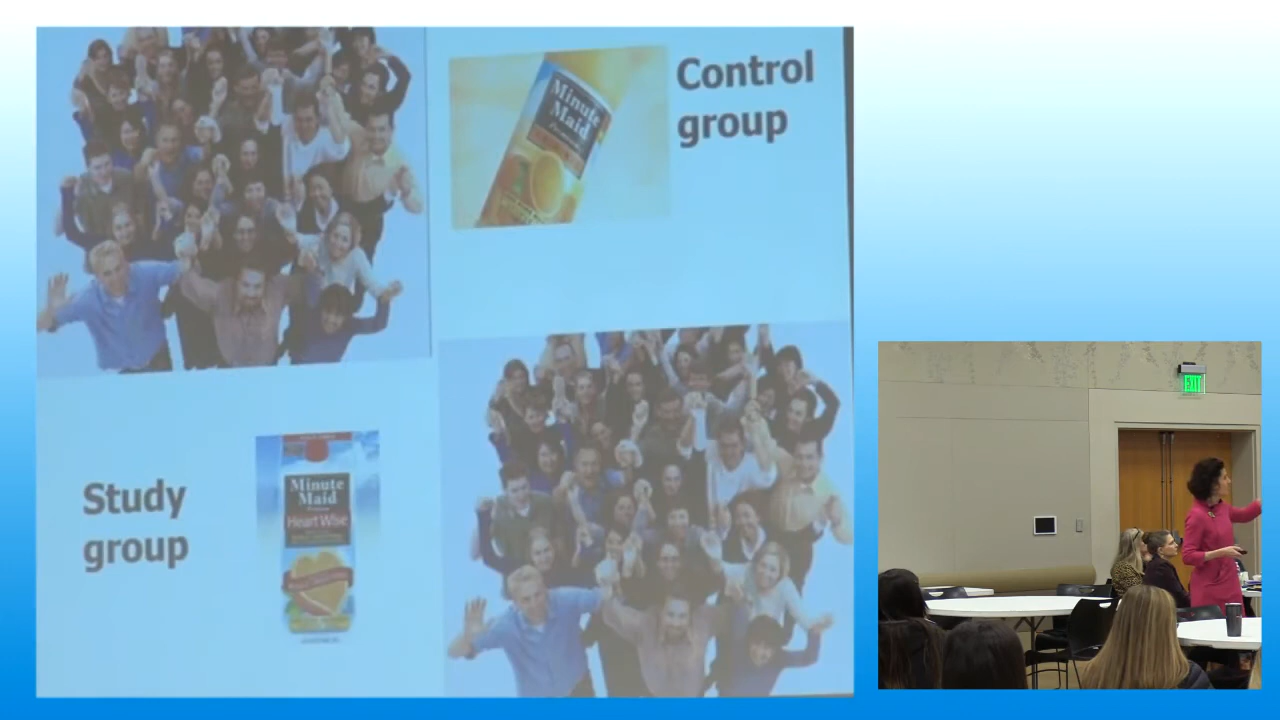 Control
group
Minute
Maid
Study
group
Minute
Maid
Heart Wise
EXIT